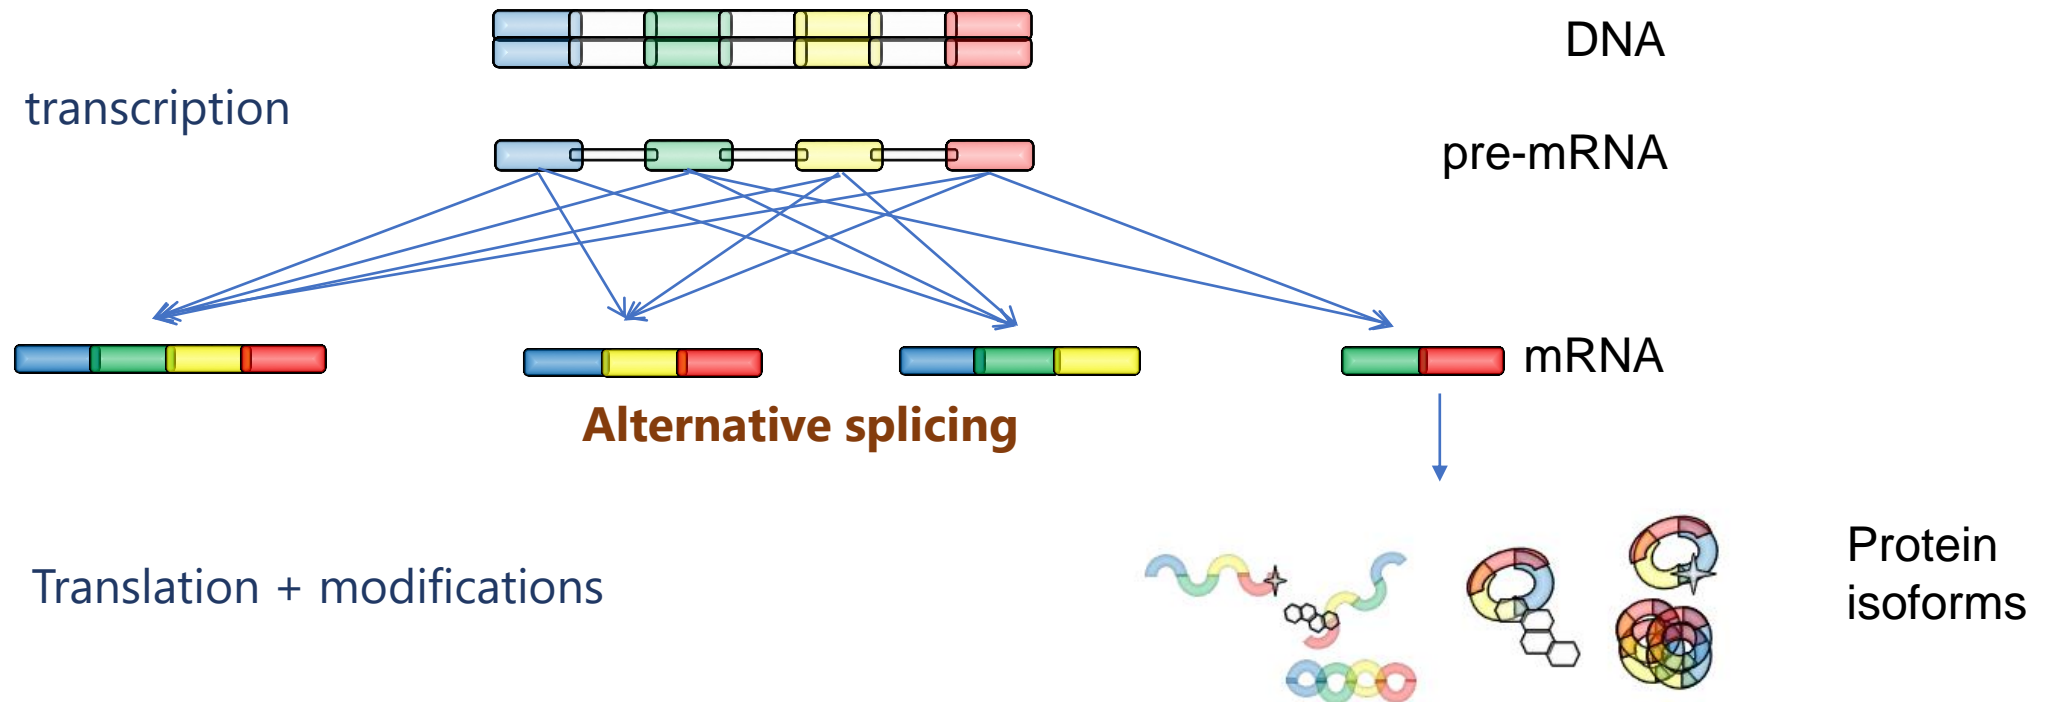 DNA
transcription
pre-mRNA
mRNA
Alternative splicing
Translation + modifications
Protein
isoforms